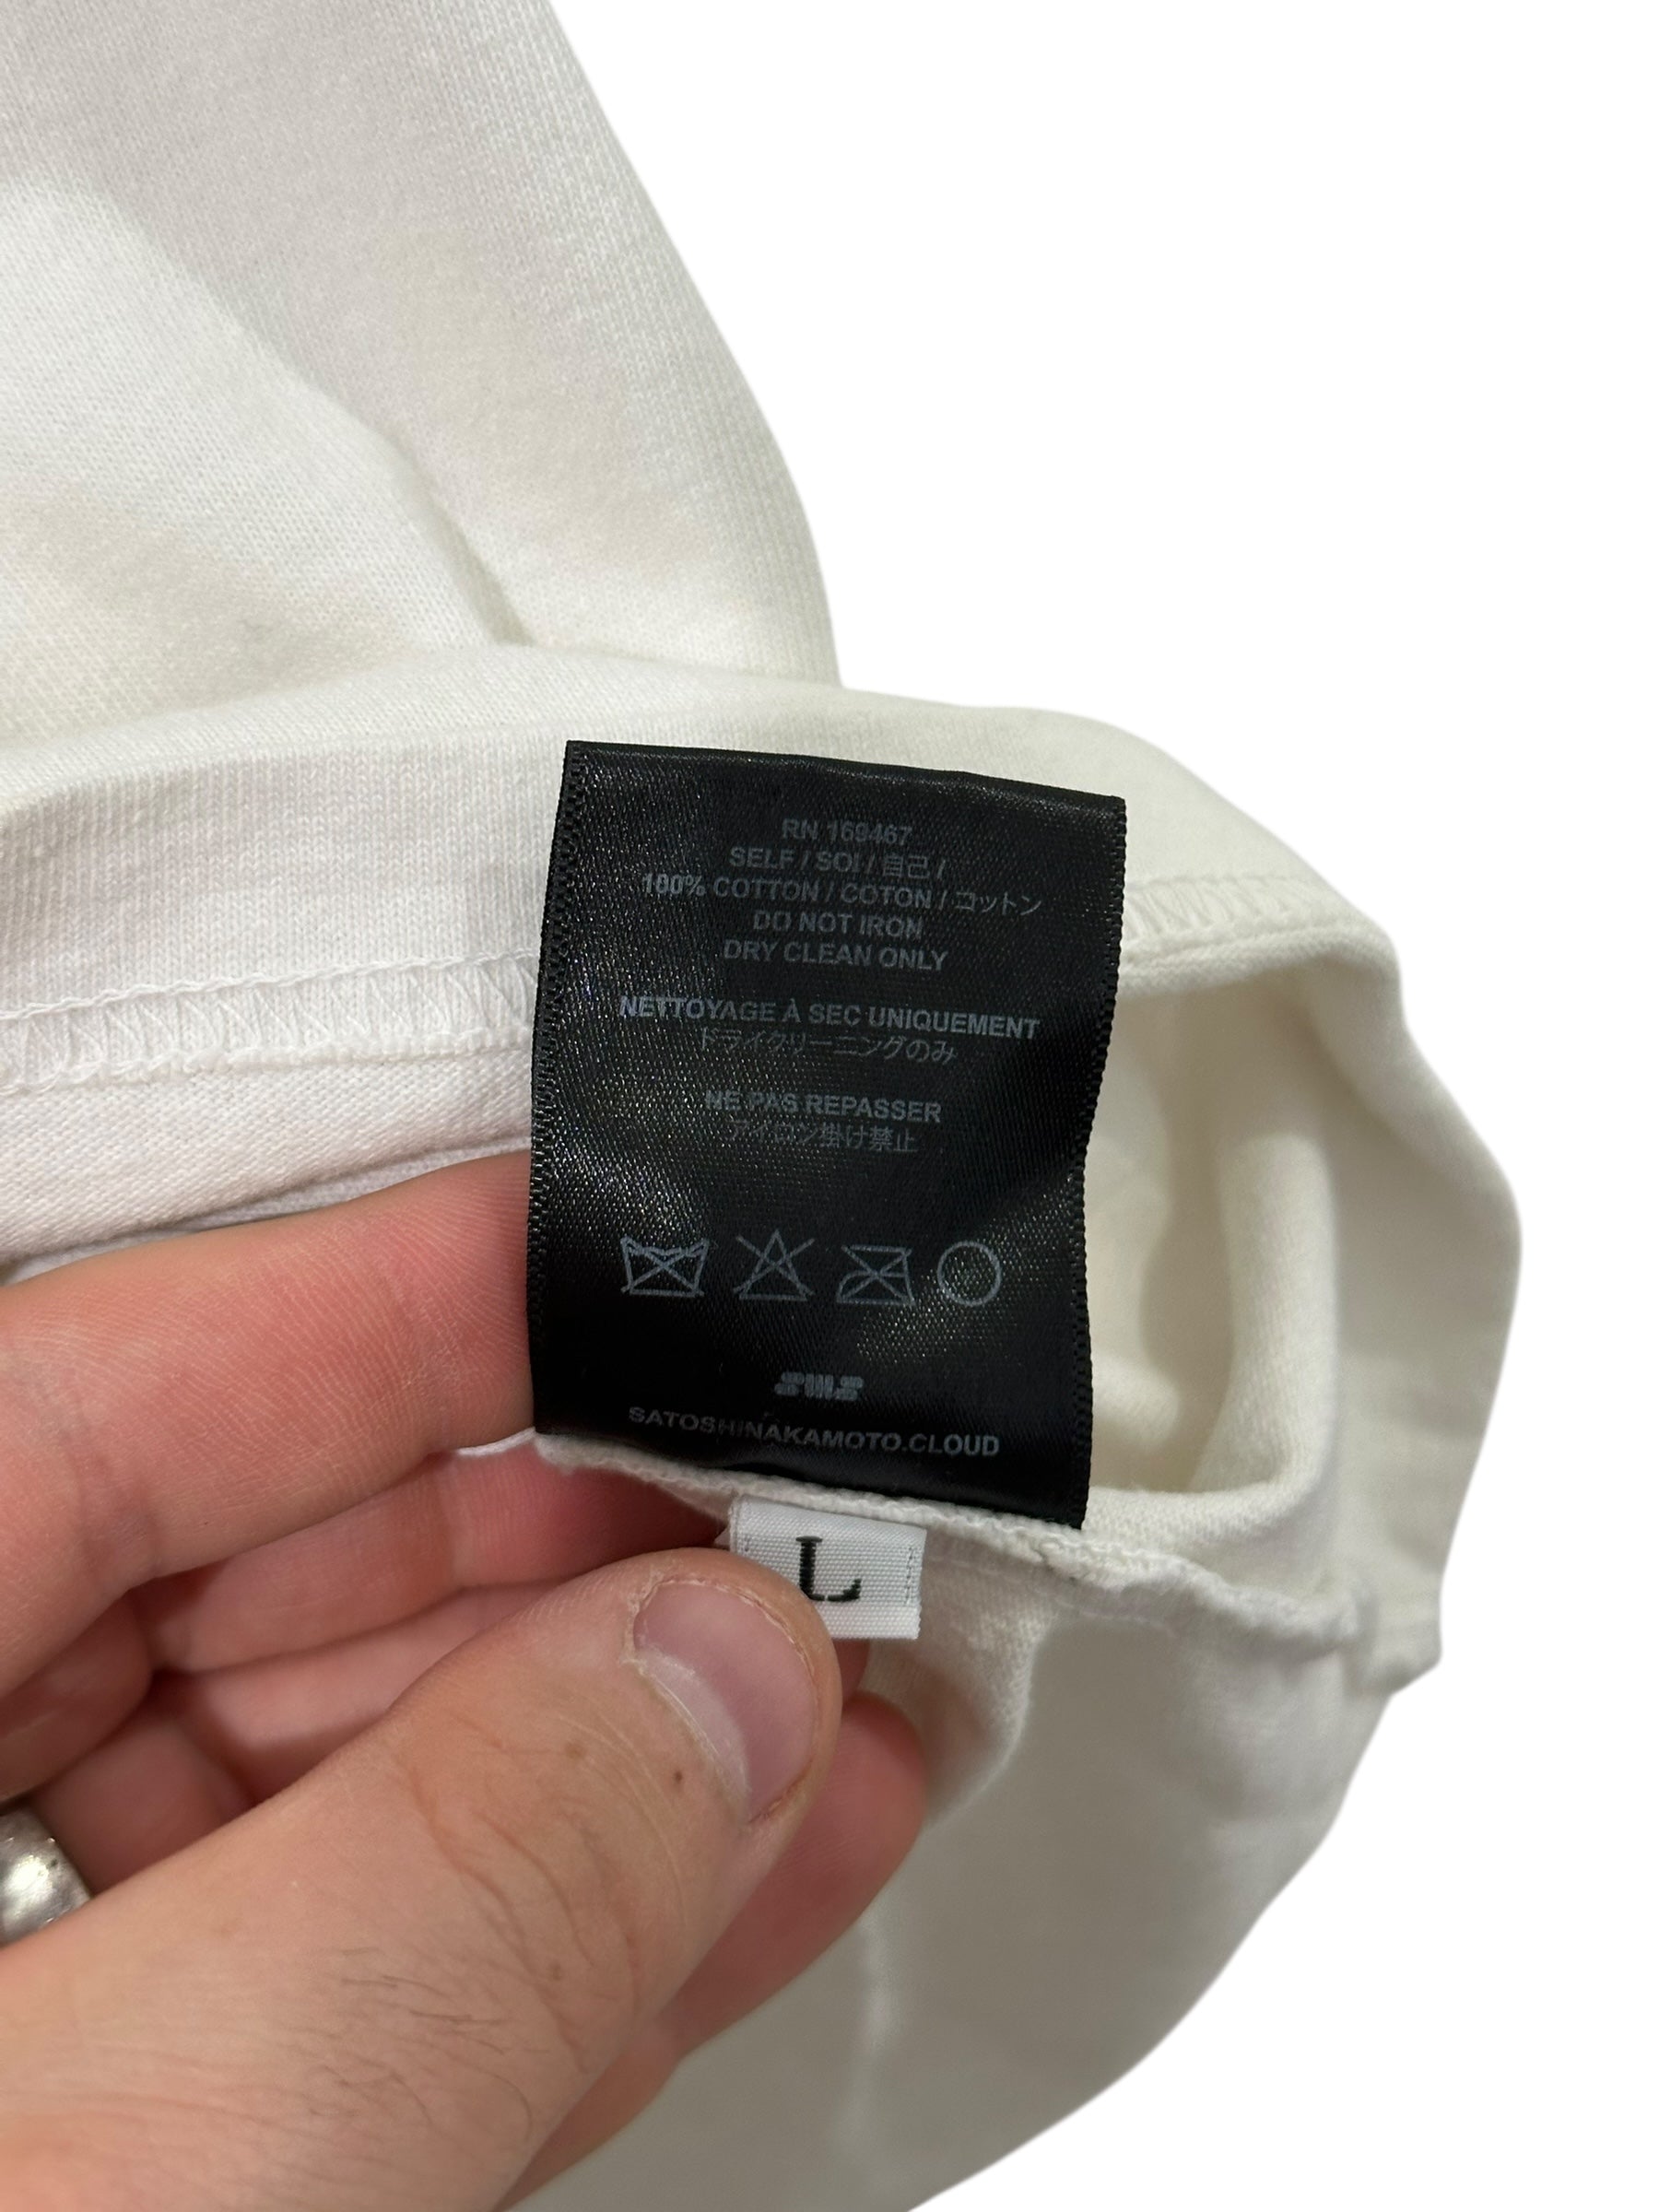 RN 169467
SELF / SOI / 自己 /
100% COTTON / COTON / コットン
DO NOT IRON
DRY CLEAN ONLY
NETTOYAGE À SEC UNIQUEMENT
ドライクリーニングのみ
NE PAS REPASSER
アイロン掛け禁止
SMS
SATOSHINAKAMOTO.CLOUD
L